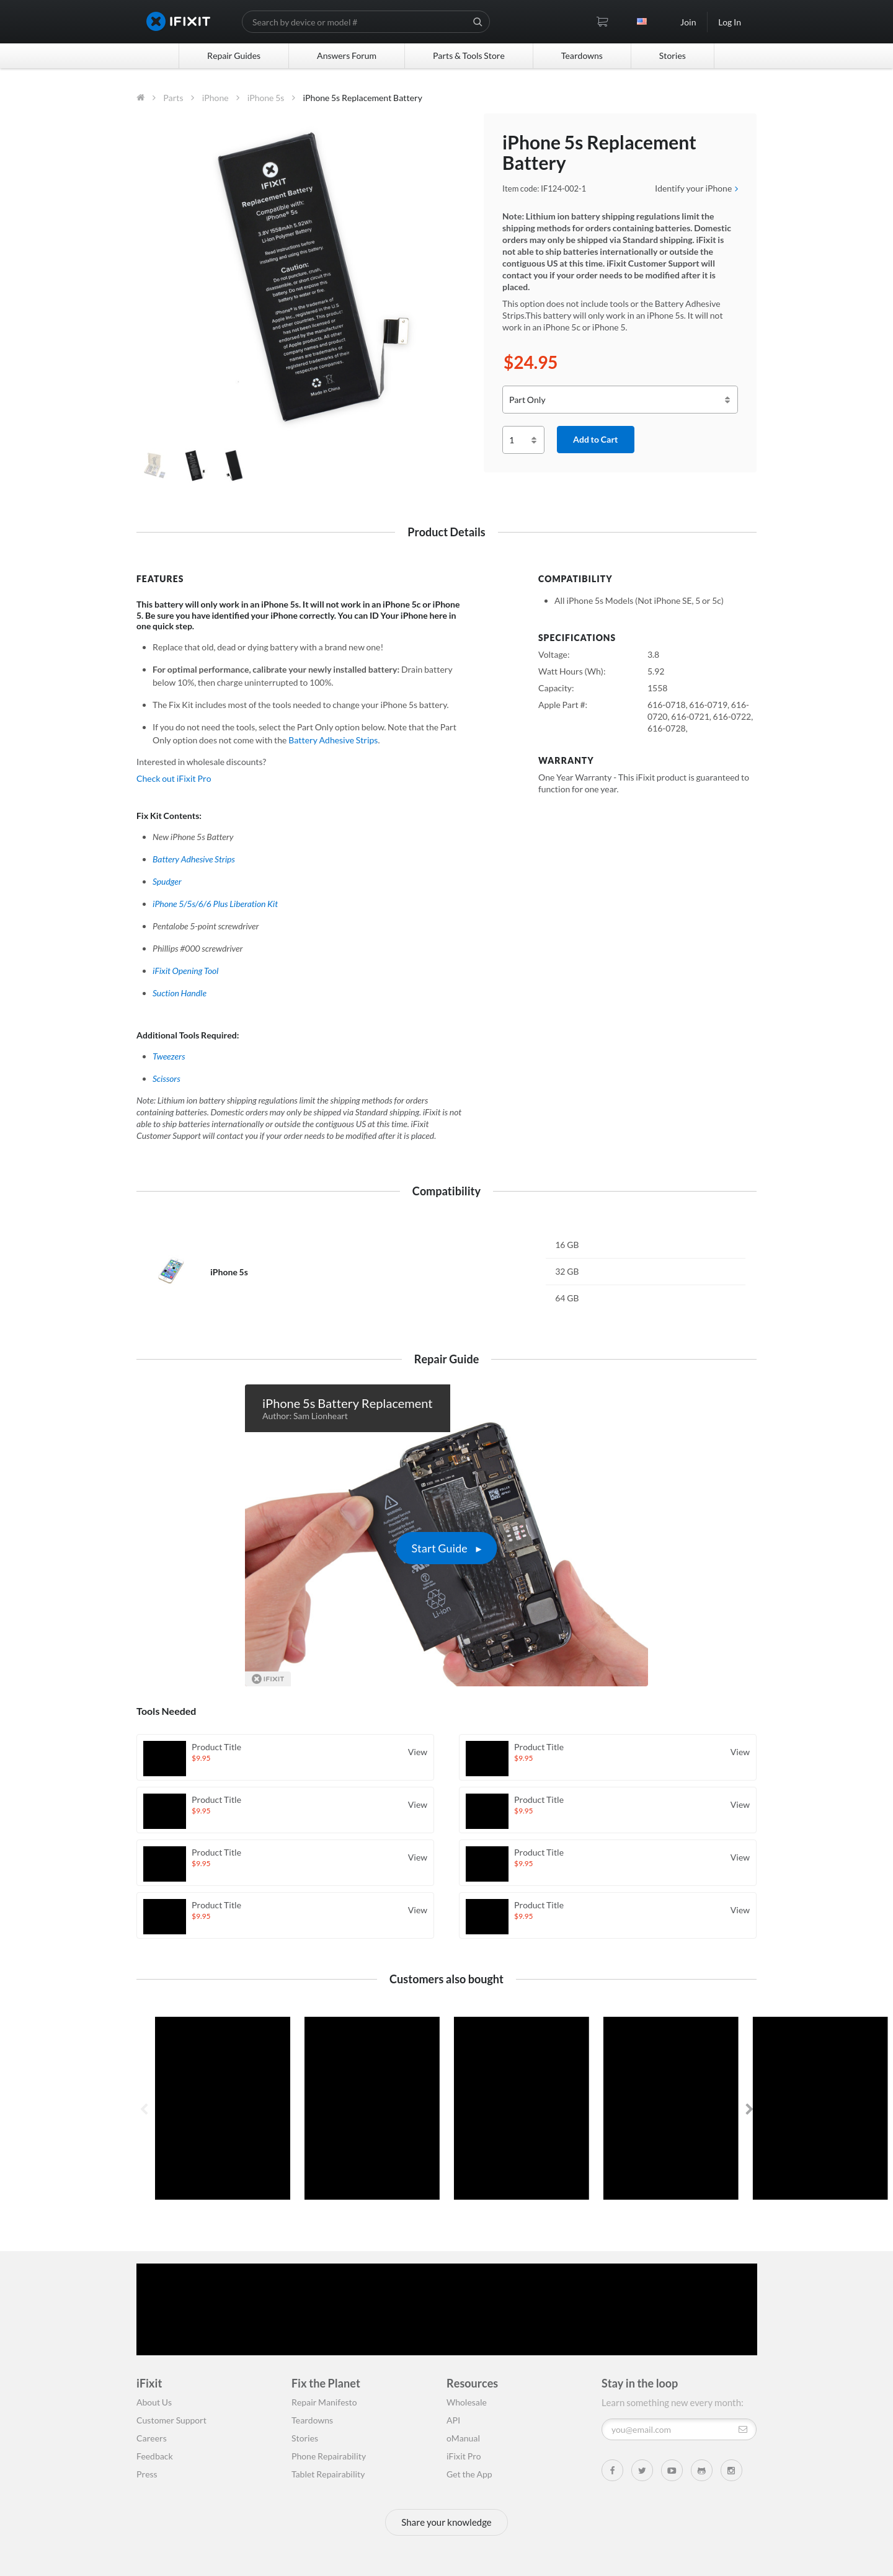 IFIXIT
Search by device or model #
Join
Log In
Repair Guides
Answers Forum
Parts & Tools Store
Teardowns
Stories
Parts
iPhone
iPhone 5s
iPhone 5s Replacement Battery
IFIXIT
Replacement Battery
Compatible with:
iPhone® 5s
3.8V 1558mAh 5.92Wh
Li-Ion Polymer Battery
Read instructions before
installing and using this battery.
Caution:
Do not puncture, crush,
disassemble, or short circuit
battery. Do not dispose of
battery in fire or water. Do not
expose to temperatures
iPhone® is the trademark of
Apple Inc., registered in the U.S.
and other countries. This part
has not been licensed or
endorsed by the Apple Inc. All
other company names and
product names may be
trademarks of their
respective owners.
Made in China
iPhone 5s Replacement
Battery
Item code: IF124-002-1
Identify your iPhone
Note: Lithium ion battery shipping regulations limit the
shipping methods for orders containing batteries. Domestic
orders may only be shipped via Standard shipping. iFixit is
not able to ship batteries internationally or outside the
contiguous US at this time. iFixit Customer Support will
contact you if your order needs to be modified after it is
placed.
This option does not include tools or the Battery Adhesive
Strips.This battery will only work in an iPhone 5s. It will not
work in an iPhone 5c or iPhone 5.
$24.95
Part Only
1
Add to Cart
Product Details
FEATURES
This battery will only work in an iPhone 5s. It will not work in an iPhone 5c or iPhone
5. Be sure you have identified your iPhone correctly. You can ID Your iPhone here in
one quick step.
Replace that old, dead or dying battery with a brand new one!
For optimal performance, calibrate your newly installed battery: Drain battery
below 10%, then charge uninterrupted to 100%.
The Fix Kit includes most of the tools needed to change your iPhone 5s battery.
If you do not need the tools, select the Part Only option below. Note that the Part
Only option does not come with the Battery Adhesive Strips.
Interested in wholesale discounts?
Check out iFixit Pro
Fix Kit Contents:
New iPhone 5s Battery
Battery Adhesive Strips
Spudger
iPhone 5/5s/6/6 Plus Liberation Kit
Pentalobe 5-point screwdriver
Phillips #000 screwdriver
iFixit Opening Tool
Suction Handle
Additional Tools Required:
Tweezers
Scissors
Note: Lithium ion battery shipping regulations limit the shipping methods for orders
containing batteries. Domestic orders may only be shipped via Standard shipping. iFixit is not
able to ship batteries internationally or outside the contiguous US at this time. iFixit
Customer Support will contact you if your order needs to be modified after it is placed.
COMPATIBILITY
All iPhone 5s Models (Not iPhone SE, 5 or 5c)
SPECIFICATIONS
Voltage: 3.8
Watt Hours (Wh): 5.92
Capacity: 1558
Apple Part #: 616-0718, 616-0719, 616-
0720, 616-0721, 616-0722,
616-0728,
WARRANTY
One Year Warranty - This iFixit product is guaranteed to
function for one year.
Compatibility
iPhone 5s
16 GB
32 GB
64 GB
Repair Guide
iPhone 5s Battery Replacement
Author: Sam Lionheart
Start Guide
Li-ion
IFIXIT
Tools Needed
Product Title
$9.95
View
Product Title
$9.95
View
Product Title
$9.95
View
Product Title
$9.95
View
Product Title
$9.95
View
Product Title
$9.95
View
Product Title
$9.95
View
Product Title
$9.95
View
Customers also bought
iFixit
About Us
Customer Support
Careers
Feedback
Press
Fix the Planet
Repair Manifesto
Teardowns
Stories
Phone Repairability
Tablet Repairability
Resources
Wholesale
API
oManual
iFixit Pro
Get the App
Stay in the loop
Learn something new every month:
you@email.com
Share your knowledge